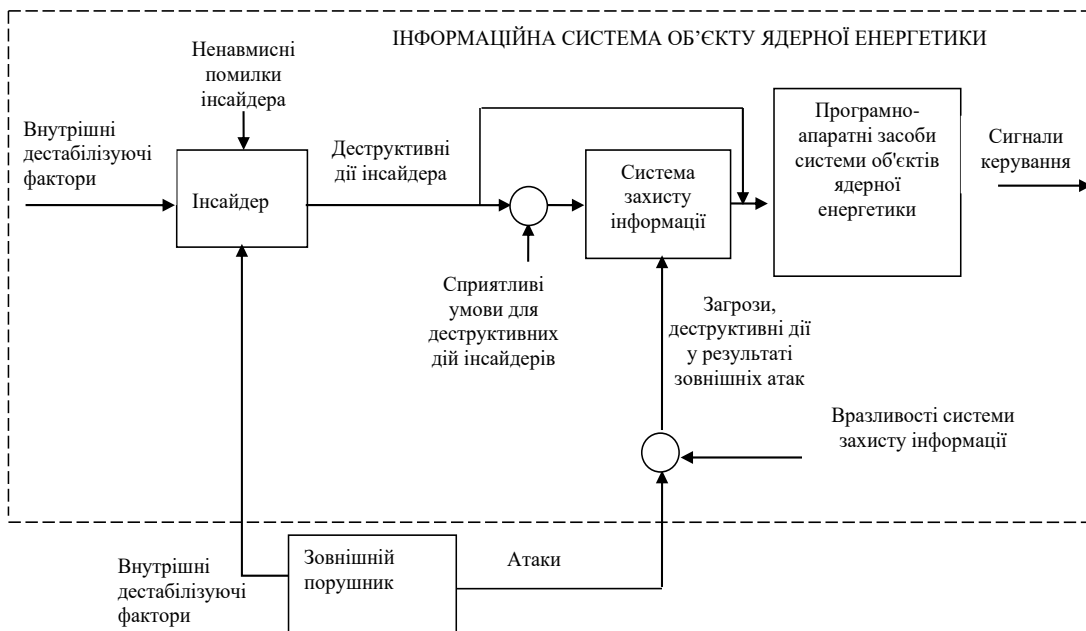 ІНФОРМАЦІЙНА СИСТЕМА ОБ’ЄКТУ ЯДЕРНОЇ ЕНЕРГЕТИКИ
Ненавмисні
помилки
інсайдера
Внутрішні
дестабілізуючі
фактори
Інсайдер
Деструктивні
дії інсайдера
Сприятливі
умови для
деструктивних
дій інсайдерів
Система
захисту
інформації
Програмно-
апаратні засоби
системи об'єктів
ядерної
енергетики
Сигнали
керування
Загрози,
деструктивні дії
у результаті
зовнішніх атак
Вразливості системи
захисту інформації
Внутрішні
дестабілізуючі
фактори
Зовнішній
порушник
Атаки